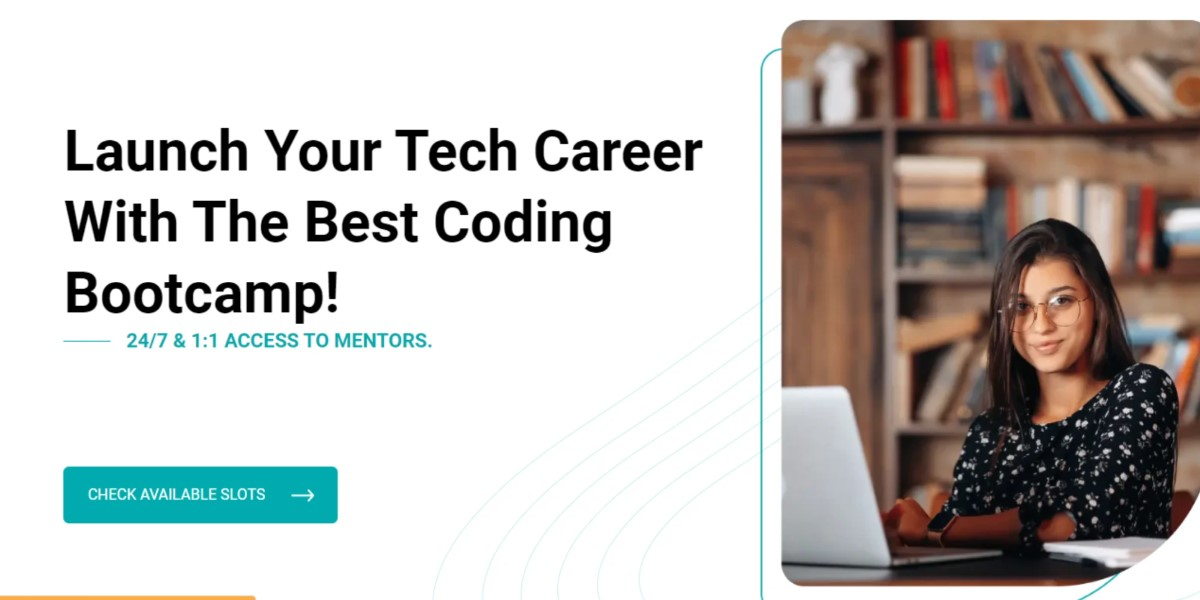 Launch Your Tech Career
With The Best Coding
Bootcamp!
24/7 & 1:1 ACCESS TO MENTORS.
CHECK AVAILABLE SLOTS